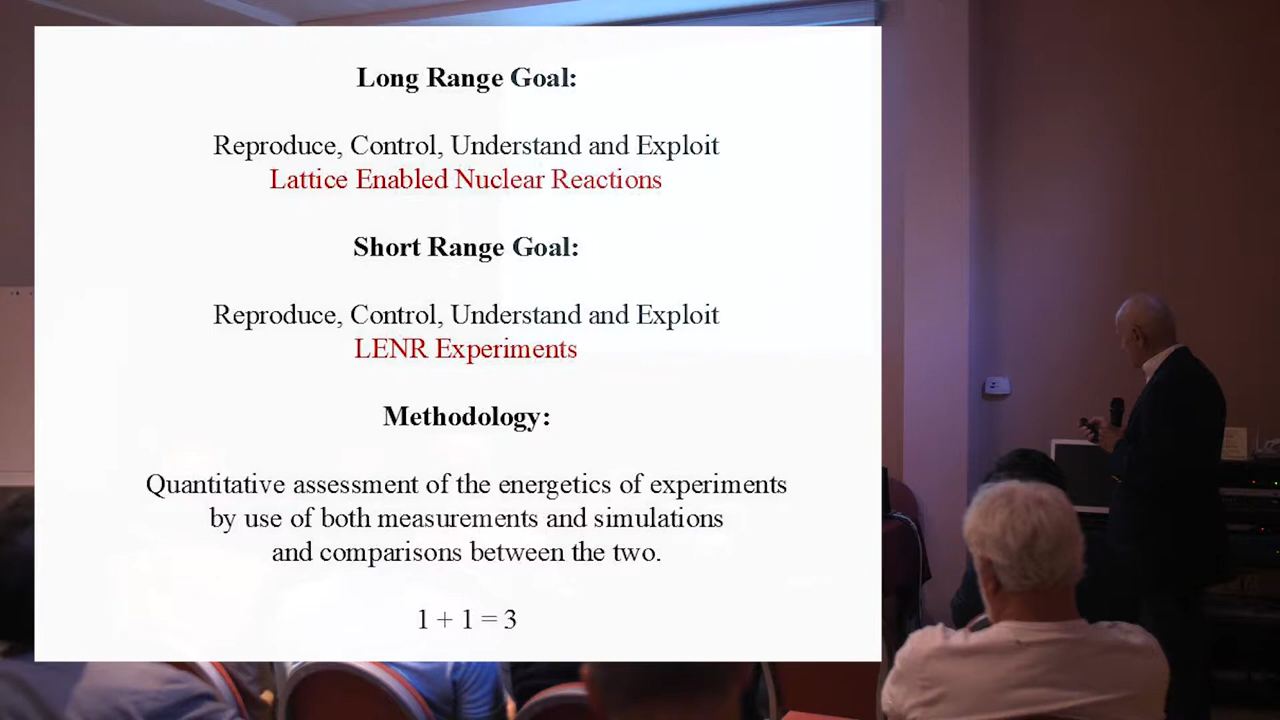 Long Range Goal:
Reproduce, Control, Understand and Exploit
Lattice Enabled Nuclear Reactions
Short Range Goal:
Reproduce, Control, Understand and Exploit
LENR Experiments
Methodology:
Quantitative assessment of the energetics of experiments
by use of both measurements and simulations
and comparisons between the two.
1 + 1 = 3